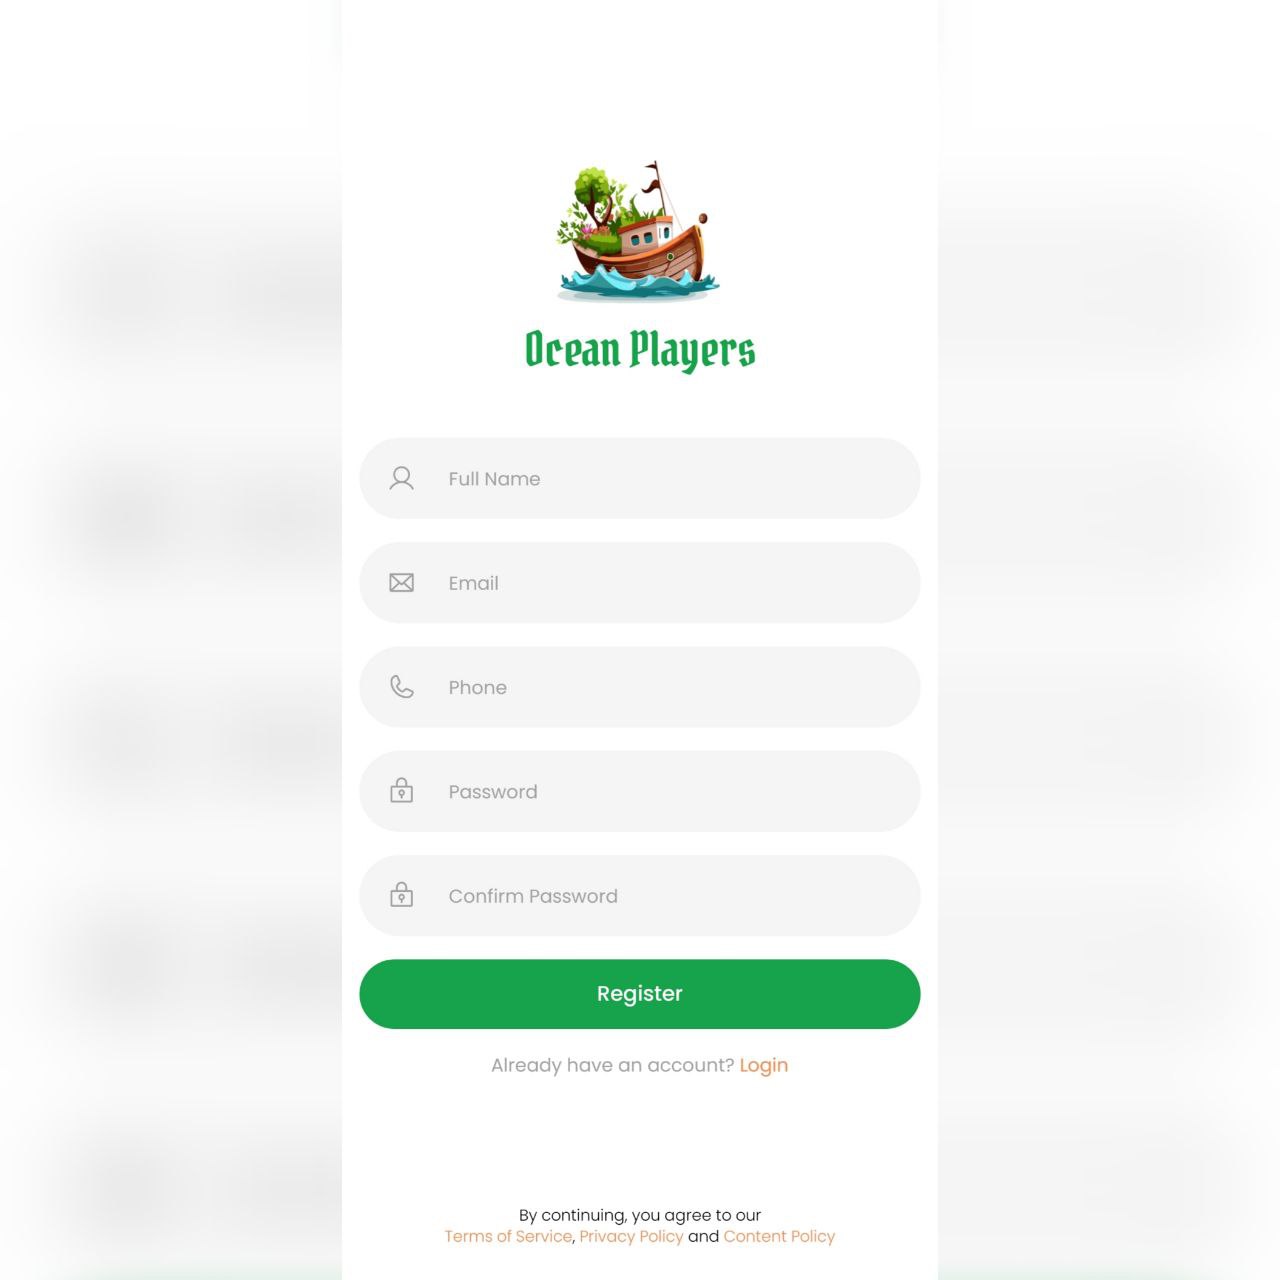 Ocean Players
Full Name
Email
Phone
Password
Confirm Password
Register
Already have an account? Login
By continuing, you agree to our
Terms of Service, Privacy Policy and Content Policy